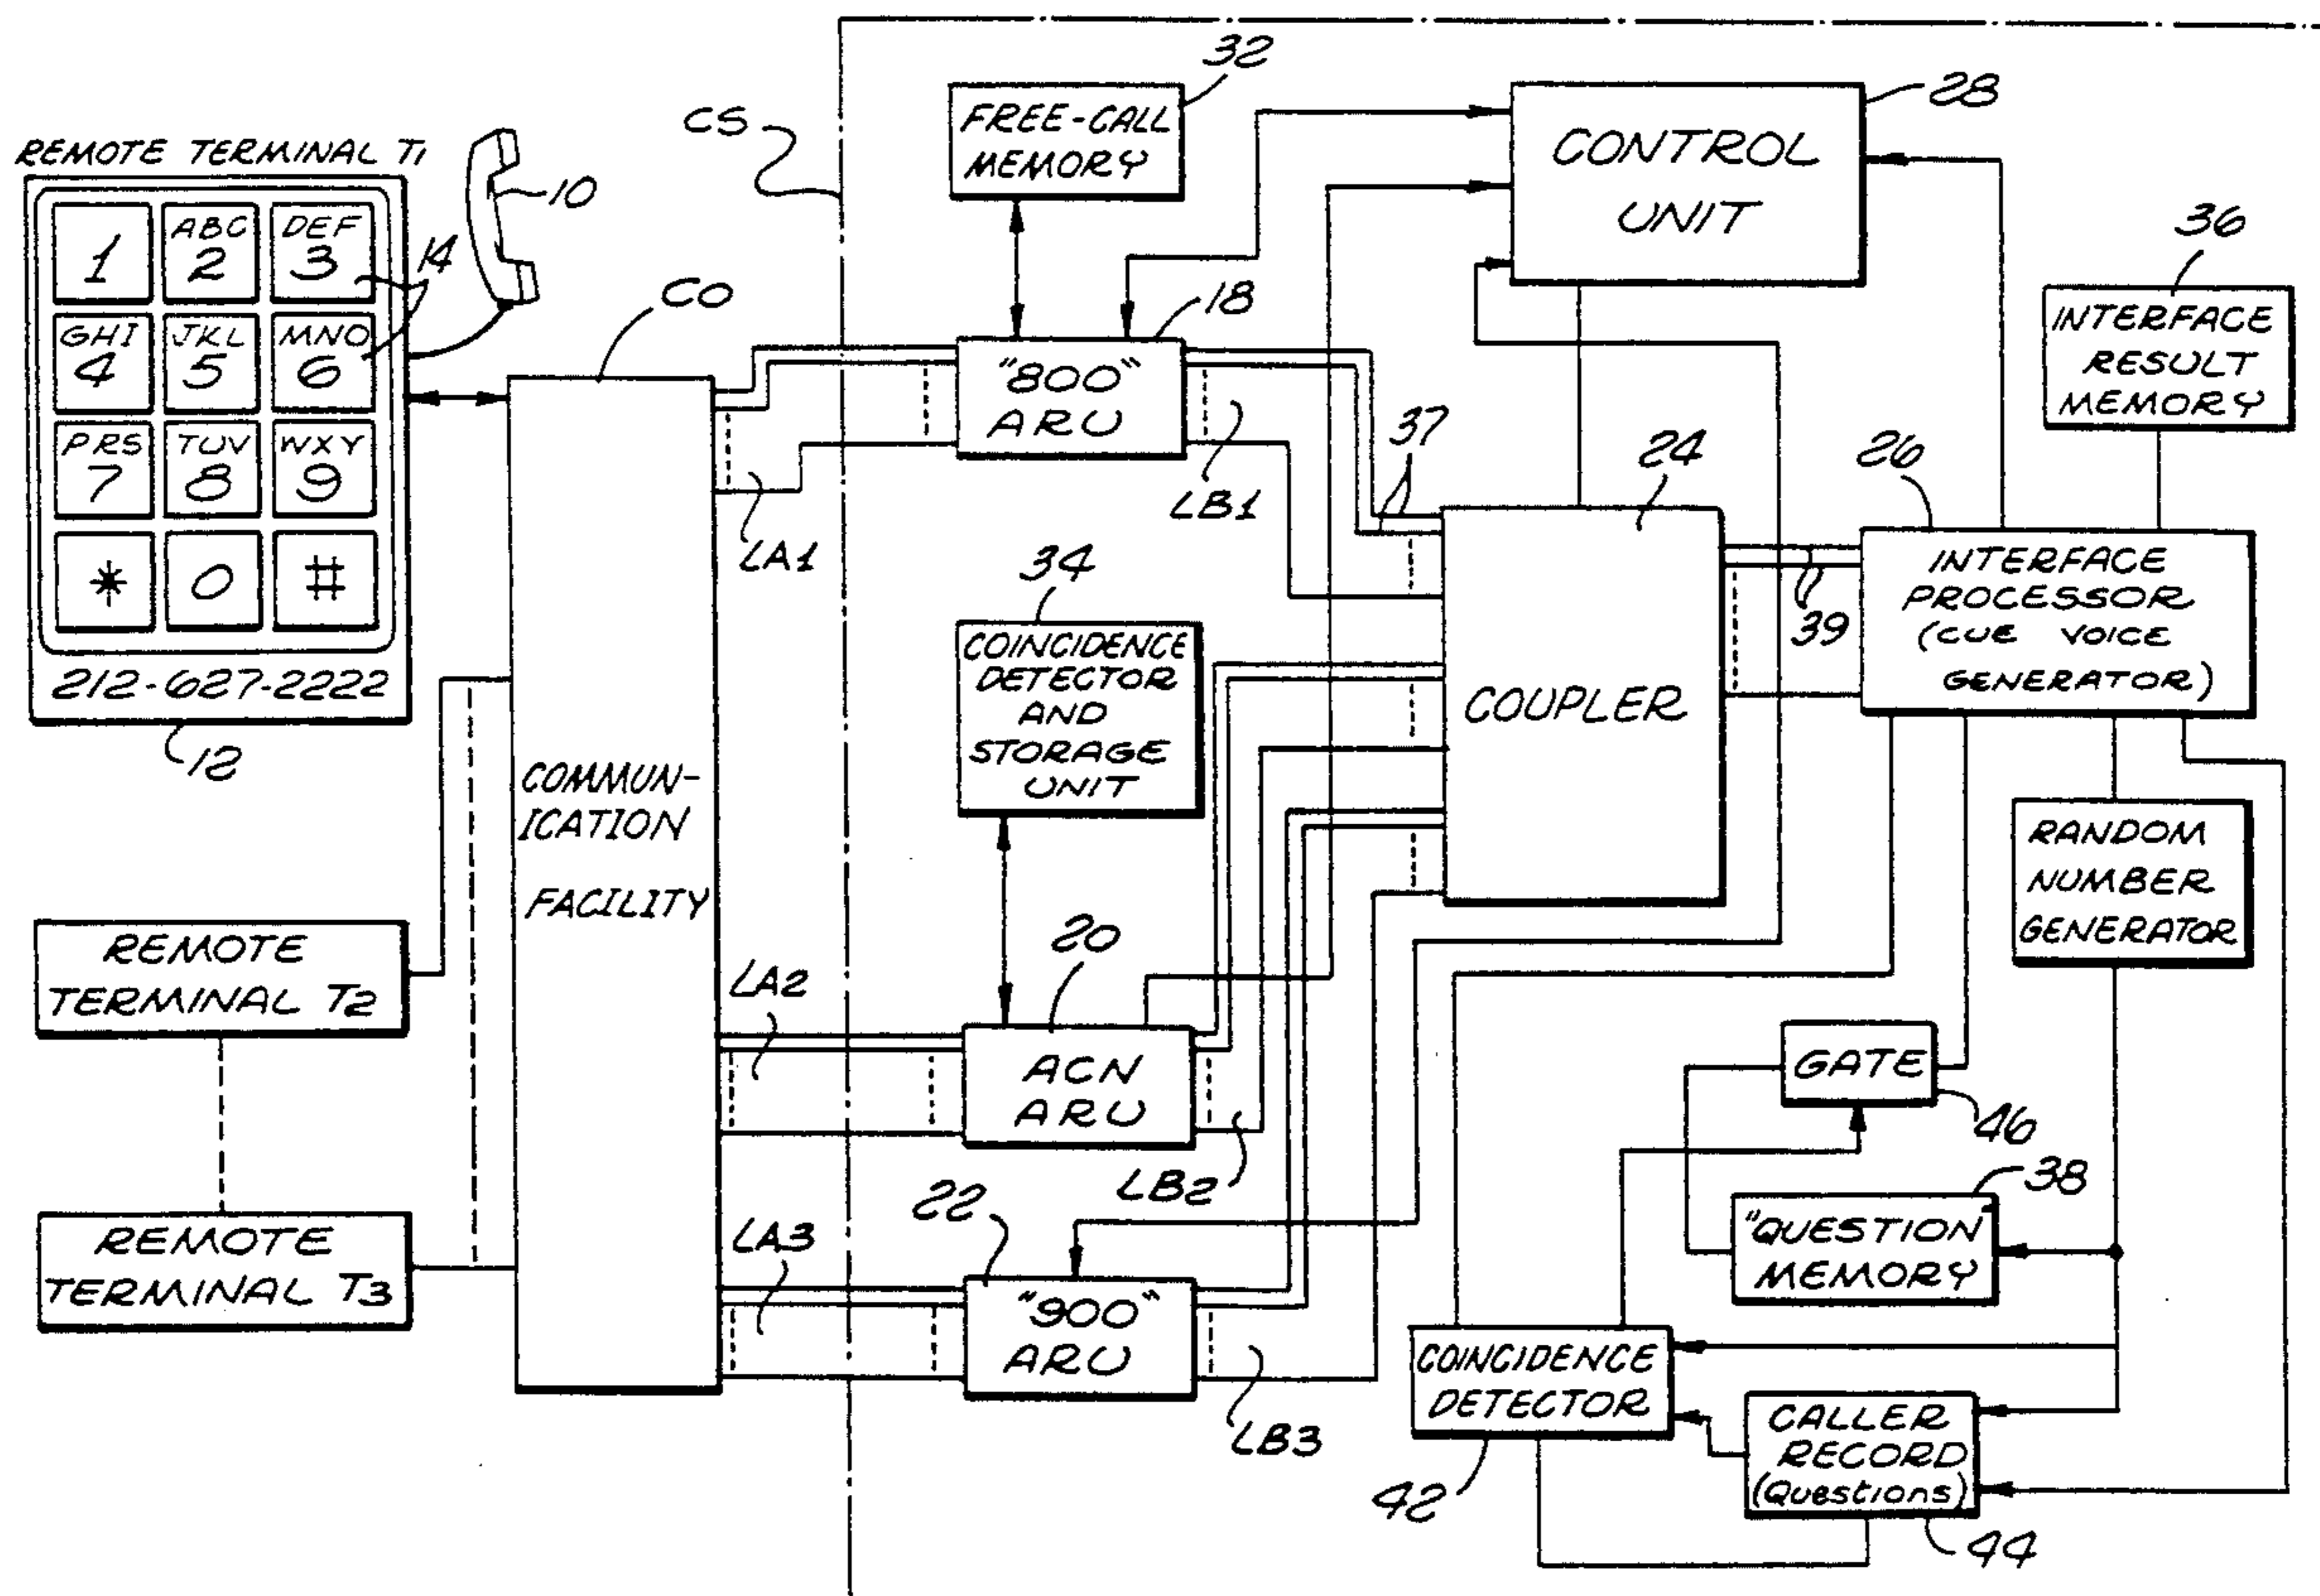 REMOTE TERMINAL T1
1
ABC
2
DEF
3
GHI
4
JKL
5
MNO
6
PRS
7
TUV
8
WXY
9
*
0
#
212-627-2222
12
10
14
REMOTE
TERMINAL T2
REMOTE
TERMINAL T3
CO
COMMUN-
ICATION
FACILITY
CS
LA1
LA2
LA3
32
FREE-CALL
MEMORY
18
"800"
ARU
LB1
37
34
COINCIDENCE
DETECTOR
AND
STORAGE
UNIT
20
ACN
ARU
LB2
22
"900"
ARU
LB3
28
CONTROL
UNIT
24
COUPLER
39
36
INTERFACE
RESULT
MEMORY
26
INTERFACE
PROCESSOR
(CUE VOICE
GENERATOR)
RANDOM
NUMBER
GENERATOR
GATE
46
38
"QUESTION"
MEMORY
COINCIDENCE
DETECTOR
42
CALLER
RECORD
(Questions)
44